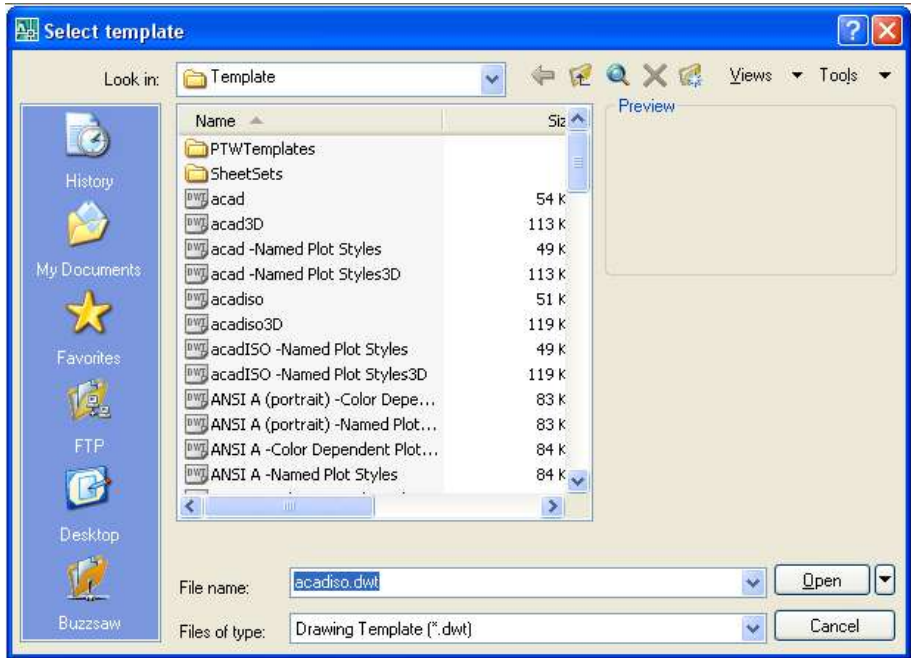 Select template
Look in: Template Views Tools
Name Siz
PTWTemplates
SheetSets
acad 54 K
acad3D 113 K
acad -Named Plot Styles 49 K
acad -Named Plot Styles3D 113 K
acadiso 51 K
acadiso3D 119 K
acadISO -Named Plot Styles 49 K
acadISO -Named Plot Styles3D 119 K
ANSI A (portrait) -Color Depe... 83 K
ANSI A (portrait) -Named Plot... 83 K
ANSI A -Color Dependent Plot... 84 K
ANSI A -Named Plot Styles 84 K
Preview
History
My Documents
Favorites
FTP
Desktop
Buzzsaw
File name: acadiso.dwt Open
Files of type: Drawing Template (*.dwt) Cancel